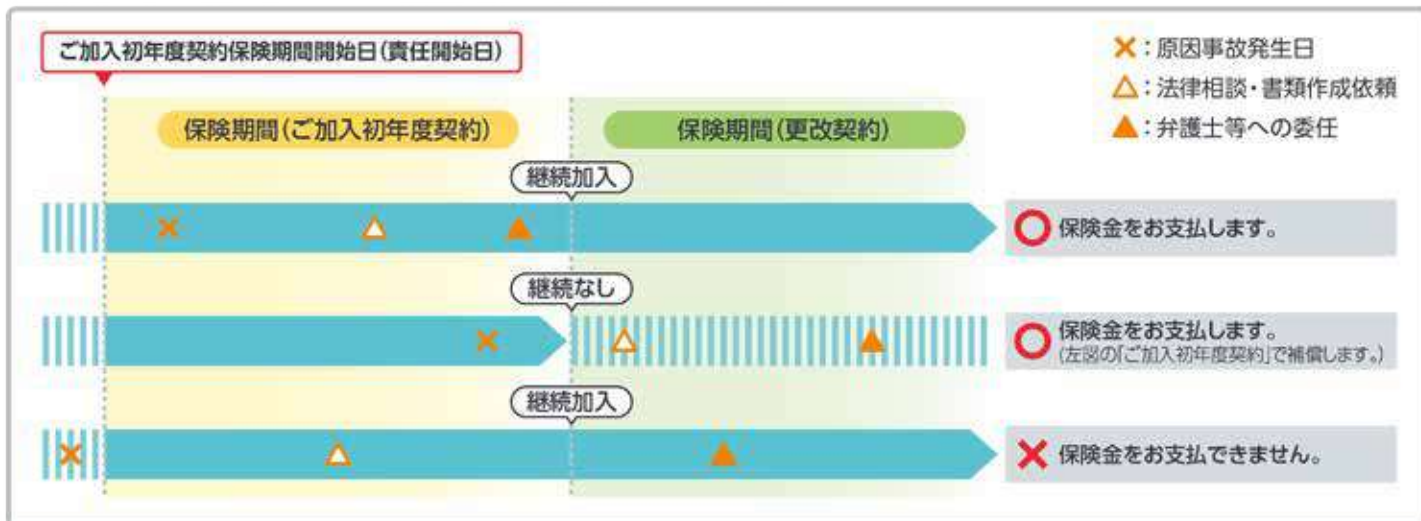 ご加入初年度契約保険期間開始日(責任開始日)
×:原因事故発生日
△:法律相談・書類作成依頼
▲:弁護士等への委任
保険期間(ご加入初年度契約)
保険期間(更改契約)
継続加入
保険金をお支払します。
継続なし
保険金をお支払します。
(左図の「ご加入初年度契約」で補償します。)
継続加入
保険金をお支払できません。